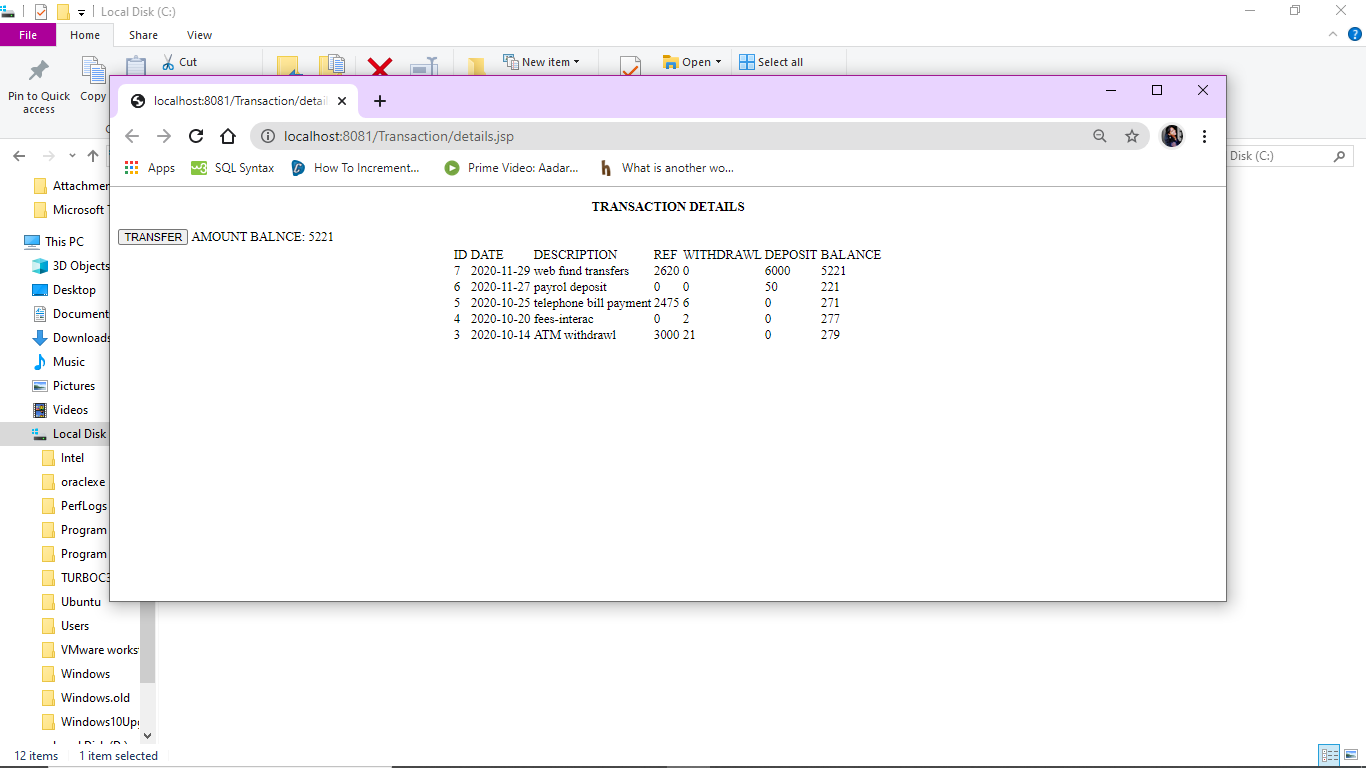 Local Disk (C:)
File Home Share View
Cut
New item
Open
Select all
Pin to Quick access
Copy
localhost:8081/Transaction/detai
localhost:8081/Transaction/details.jsp
Disk (C:)
Apps SQL Syntax How To Increment... Prime Video: Aadar... What is another wo...
TRANSACTION DETAILS
TRANSFER AMOUNT BALNCE: 5221
ID DATE DESCRIPTION REF WITHDRAWL DEPOSIT BALANCE
7 2020-11-29 web fund transfers 2620 0 6000 5221
6 2020-11-27 payrol deposit 0 0 50 221
5 2020-10-25 telephone bill payment 2475 6 0 271
4 2020-10-20 fees-interac 0 2 0 277
3 2020-10-14 ATM withdrawl 3000 21 0 279
Attachmen
Microsoft T
This PC
3D Objects
Desktop
Document
Downloads
Music
Pictures
Videos
Local Disk
Intel
oraclexe
PerfLogs
Program
Program
TURBOC3
Ubuntu
Users
VMware works
Windows
Windows.old
Windows10Upg
12 items 1 item selected